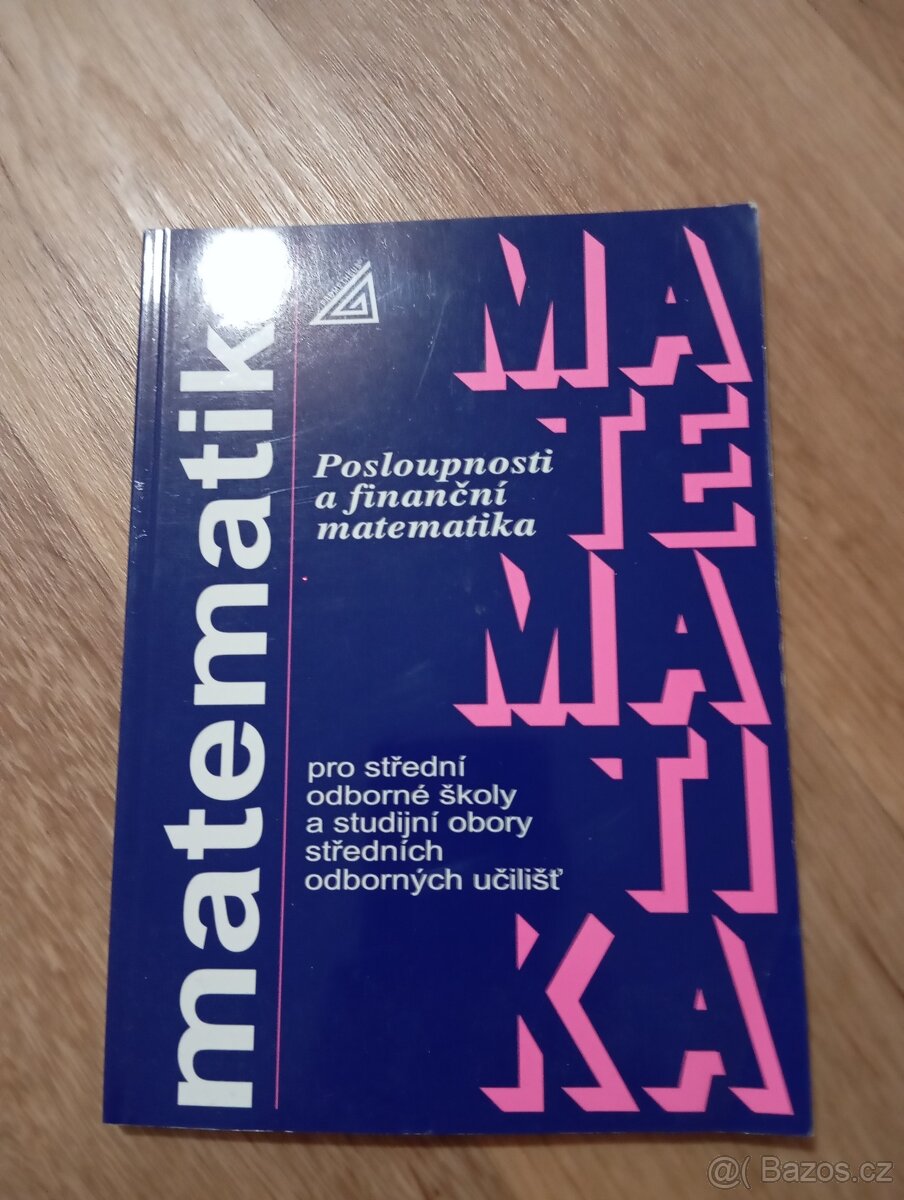 matematika
Posloupnosti
a finanční
matematika
pro střední
odborné školy
a studijní obory
středních
odborných učilišť
MA
TE
MA
TI
KA
@( Bazos.cz